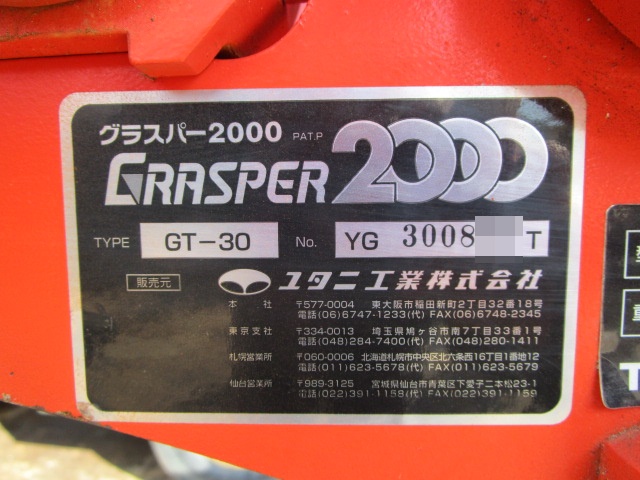 グラスパー2000 PAT.P
GRASPER 2000
TYPE GT-30 No. YG 3008 T
販売元 ユタニ工業株式会社
本社 〒577-0004 東大阪市稲田新町2丁目32番18号
電話(06)6747-1233(代) FAX(06)6748-2345
東京支社 〒334-0013 埼玉県鳩ヶ谷市南7丁目33番1号
電話(048)284-7400(代) FAX(048)280-1411
札幌営業所 〒060-0006 北海道札幌市中央区北六条西16丁目1番地12
電話(011)623-5678(代) FAX(011)623-5679
仙台営業所 〒989-3125 宮城県仙台市青葉区下愛子二本松23-1
電話(022)391-1158(代) FAX(022)391-1159